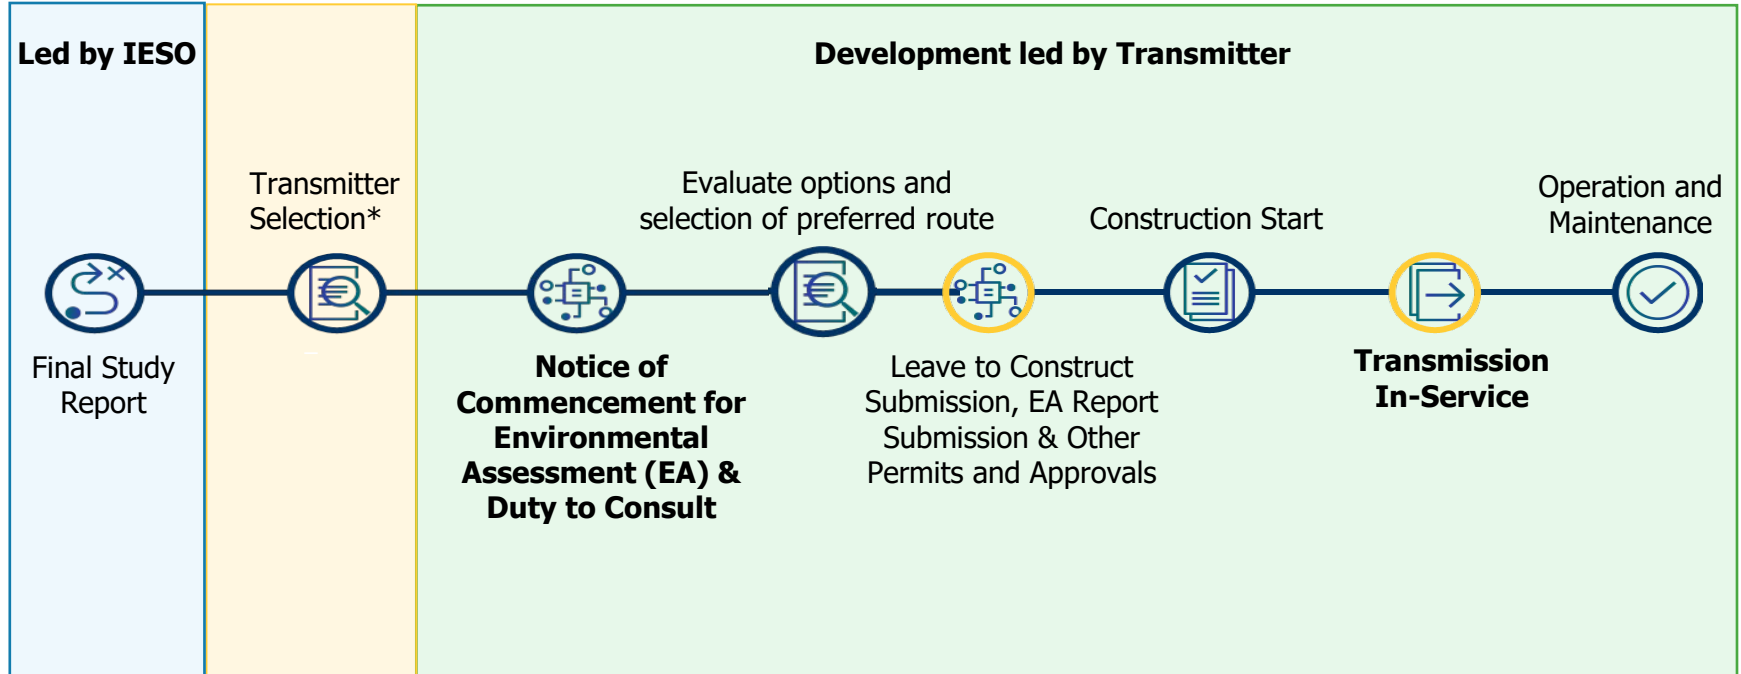 Led by IESO
Development led by Transmitter
Final Study
Report
Transmitter
Selection*
Notice of
Commencement for
Environmental
Assessment (EA) &
Duty to Consult
Evaluate options and
selection of preferred route
Leave to Construct
Submission, EA Report
Submission & Other
Permits and Approvals
Construction Start
Transmission
In-Service
Operation and
Maintenance